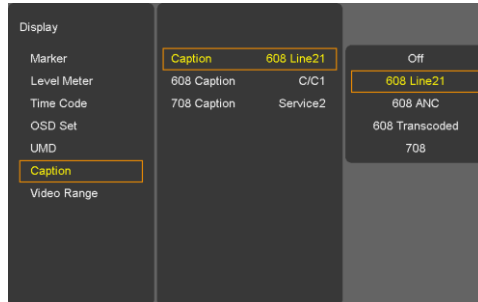 Display
Marker
Level Meter
Time Code
OSD Set
UMD
Caption
Video Range
Caption 608 Line21
608 Caption C/C1
708 Caption Service2
Off
608 Line21
608 ANC
608 Transcoded
708